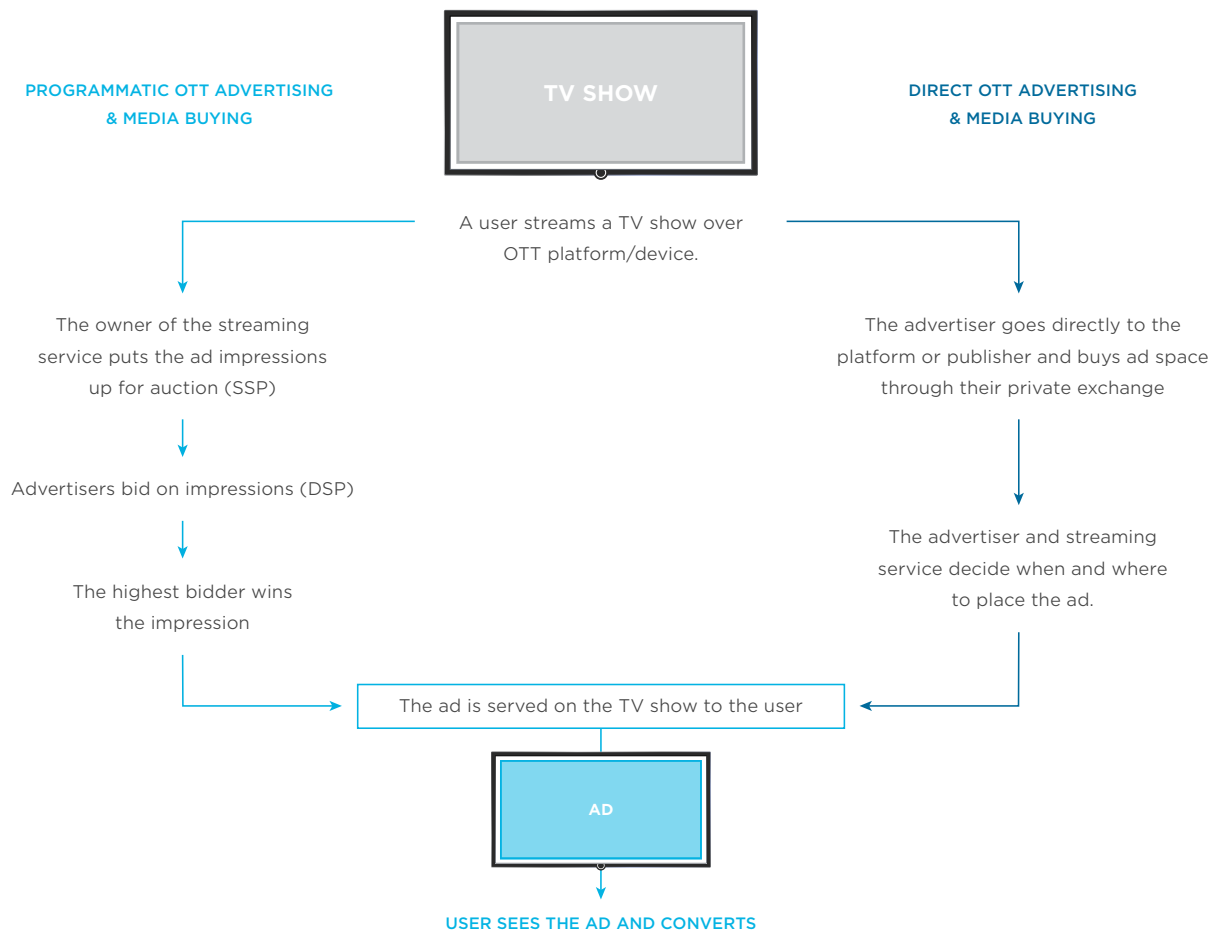 PROGRAMMATIC OTT ADVERTISING
& MEDIA BUYING
TV SHOW
DIRECT OTT ADVERTISING
& MEDIA BUYING
A user streams a TV show over
OTT platform/device.
The owner of the streaming
service puts the ad impressions
up for auction (SSP)
Advertisers bid on impressions (DSP)
The highest bidder wins
the impression
The advertiser goes directly to the
platform or publisher and buys ad space
through their private exchange
The advertiser and streaming
service decide when and where
to place the ad.
The ad is served on the TV show to the user
AD
USER SEES THE AD AND CONVERTS